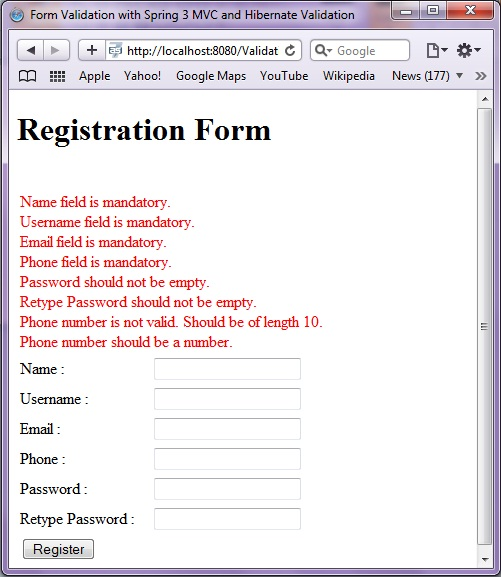 Form Validation with Spring 3 MVC and Hibernate Validation
http://localhost:8080/Validat
Google
Apple Yahoo! Google Maps YouTube Wikipedia News (177)
Registration Form
Name field is mandatory.
Username field is mandatory.
Email field is mandatory.
Phone field is mandatory.
Password should not be empty.
Retype Password should not be empty.
Phone number is not valid. Should be of length 10.
Phone number should be a number.
Name :
Username :
Email :
Phone :
Password :
Retype Password :
Register